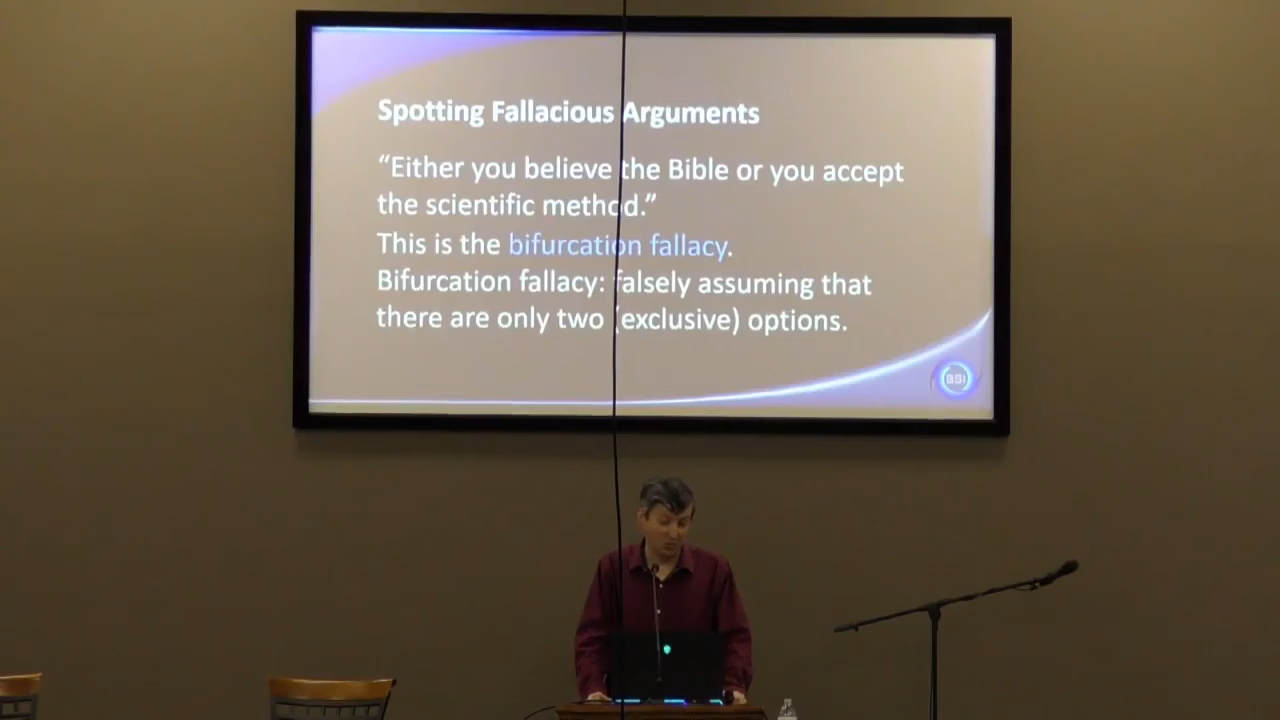 Spotting Fallacious Arguments
“Either you believe the Bible or you accept
the scientific method.”
This is the bifurcation fallacy.
Bifurcation fallacy: falsely assuming that
there are only two (exclusive) options.
BSI